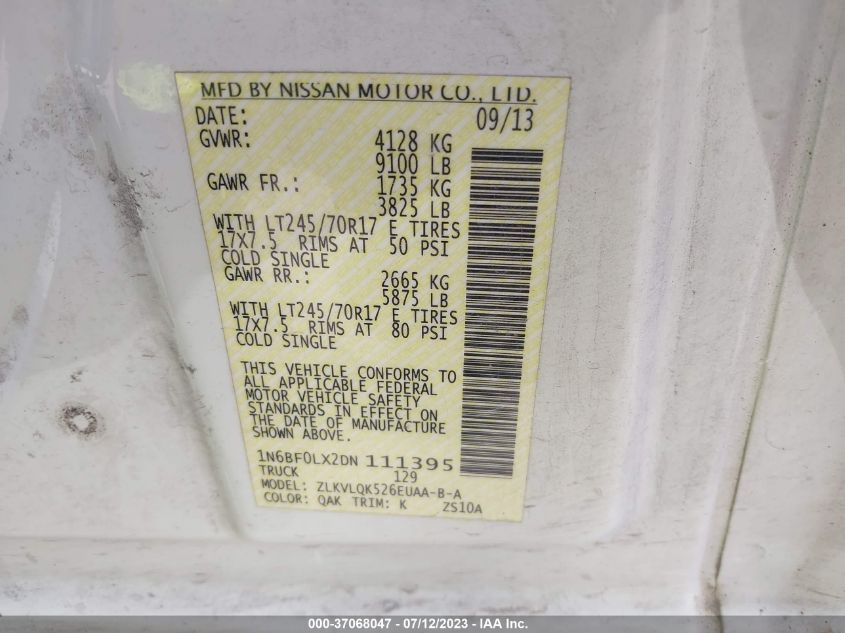 MFD BY NISSAN MOTOR CO., LTD.
DATE: 09/13
GVWR: 4128 KG
9100 LB
GAWR FR.: 1735 KG
3825 LB
WITH LT245/70R17 E TIRES
17X7.5 RIMS AT 50 PSI
COLD SINGLE
GAWR RR.: 2665 KG
5875 LB
WITH LT245/70R17 E TIRES
17X7.5 RIMS AT 80 PSI
COLD SINGLE
THIS VEHICLE CONFORMS TO
ALL APPLICABLE FEDERAL
MOTOR VEHICLE SAFETY
STANDARDS IN EFFECT ON
THE DATE OF MANUFACTURE
SHOWN ABOVE.
1N6BF0LX2DN 111395
TRUCK 129
MODEL: ZLKVLQK526EUAA-B-A
COLOR: QAK TRIM: K ZS10A
000-37068047 - 07/12/2023 - IAA Inc.